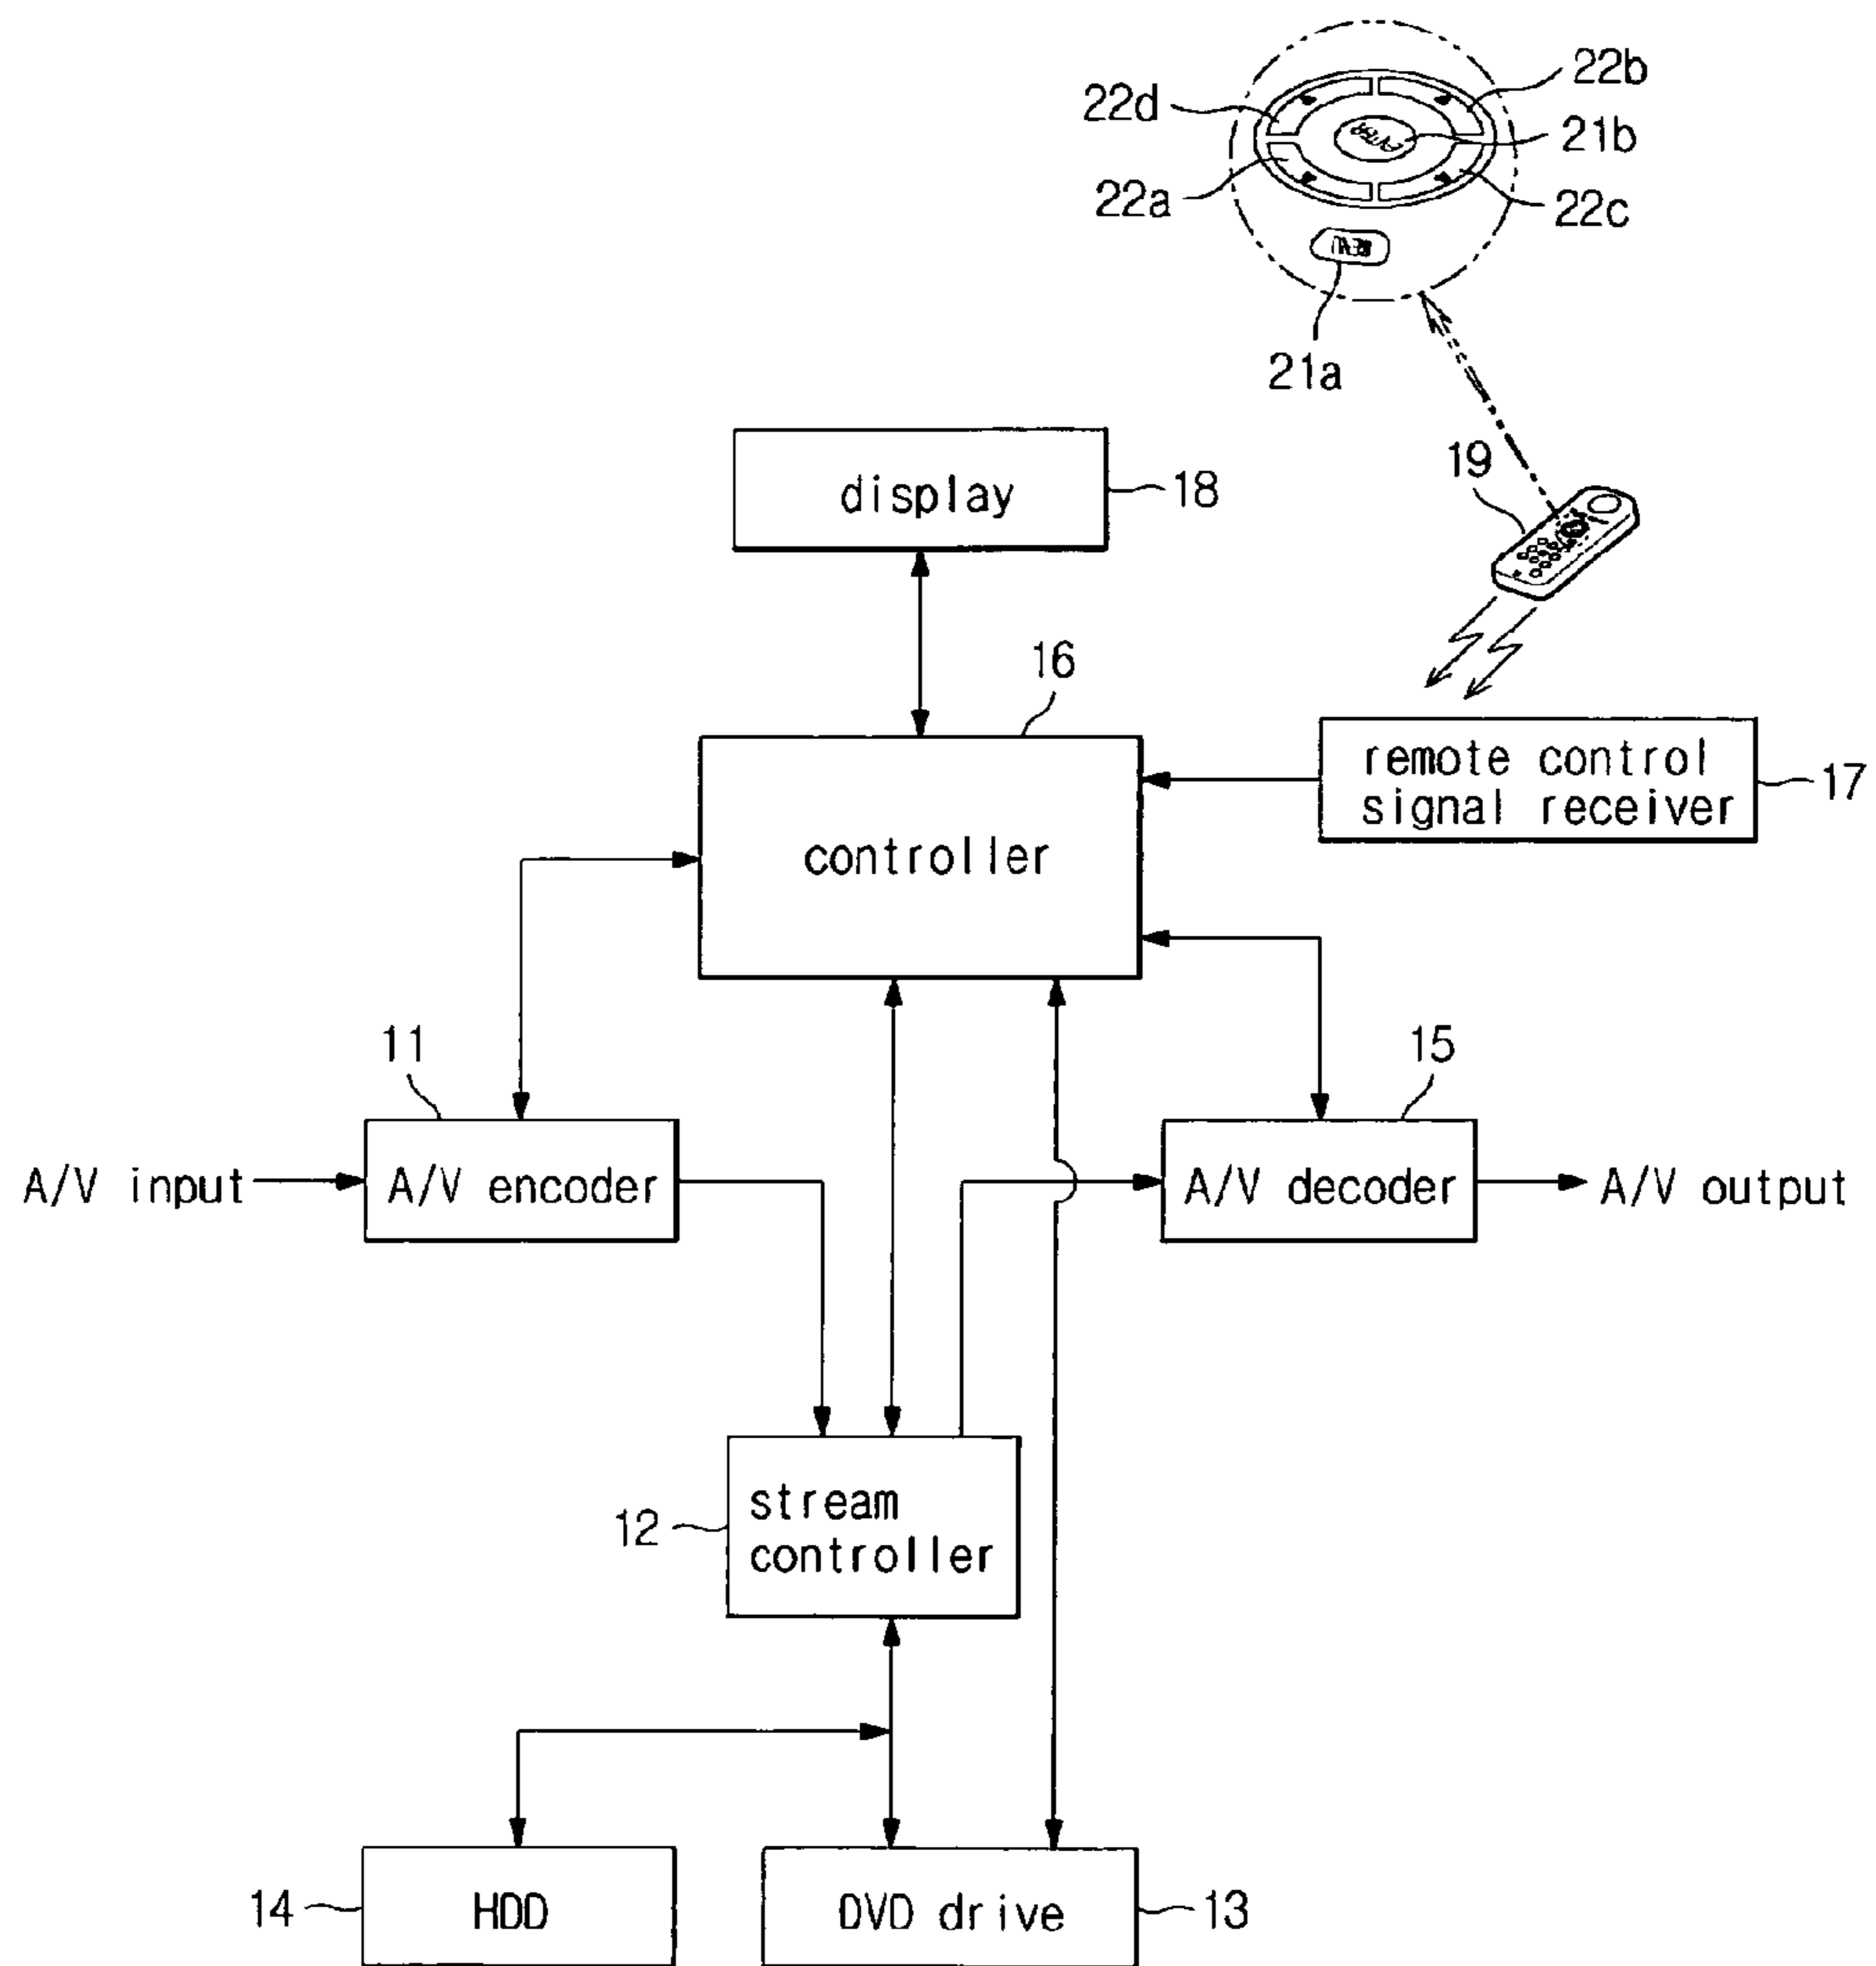 22b
22d
21b
22a
22c
21a
19
display
18
16
remote control
signal receiver
17
controller
11
15
A/V input
A/V encoder
A/V decoder
A/V output
12
stream
controller
14
HDD
DVD drive
13